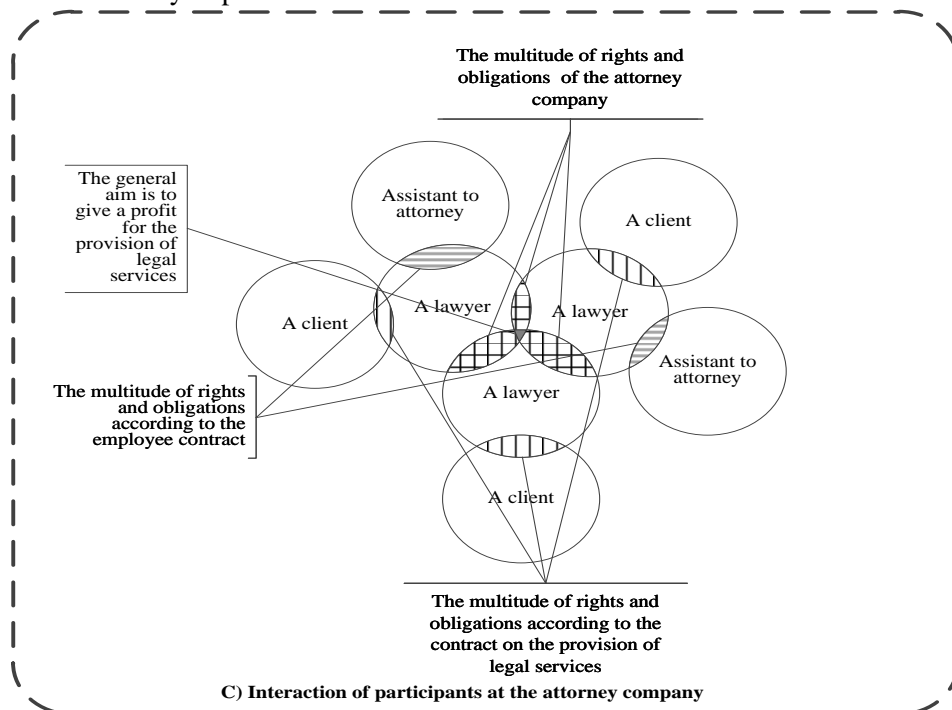 The multitude of rights and
obligations of the attorney
company
The general
aim is to
give a profit
for the
provision of
legal
services
Assistant to
attorney
A client
A client
A lawyer
A lawyer
Assistant to
attorney
The multitude of rights
and obligations
according to the
employee contract
A lawyer
A client
The multitude of rights and
obligations according to the
contract on the provision of
legal services
C) Interaction of participants at the attorney company